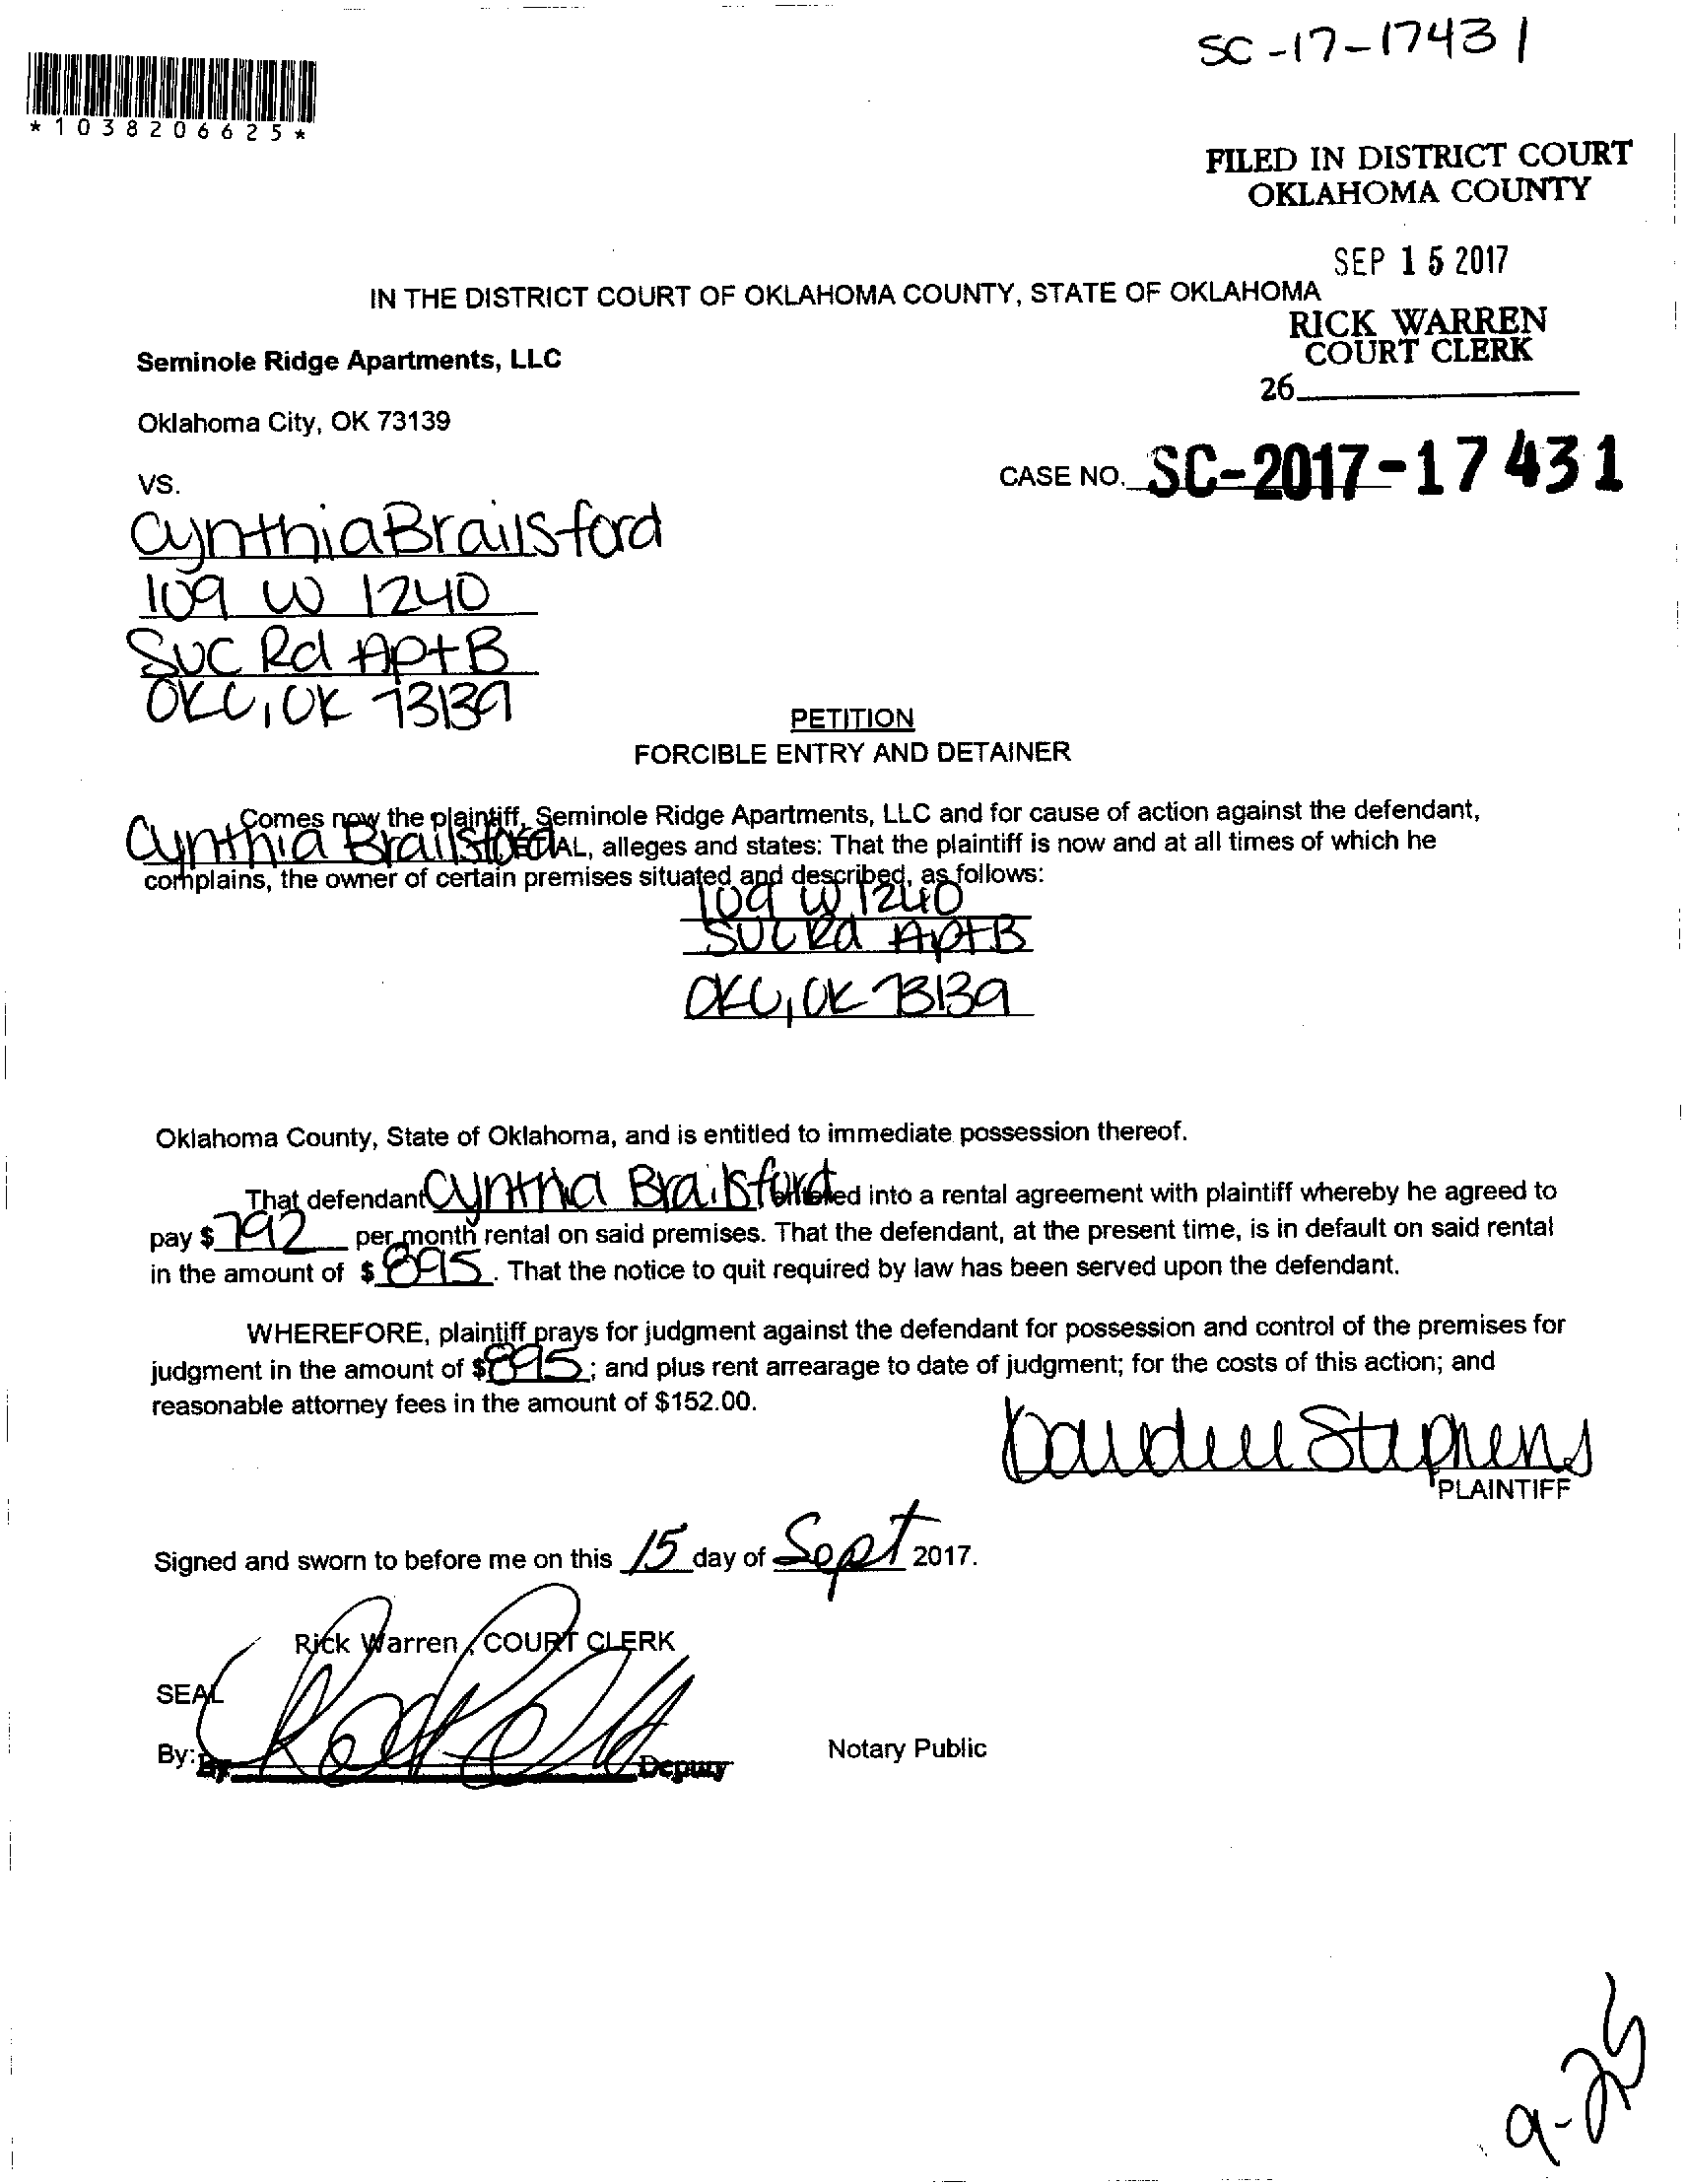 SC-17-17431
*1038206625*
FILED IN DISTRICT COURT
OKLAHOMA COUNTY
SEP 15 2017
IN THE DISTRICT COURT OF OKLAHOMA COUNTY, STATE OF OKLAHOMA
RICK WARREN
COURT CLERK
26
Seminole Ridge Apartments, LLC
Oklahoma City, OK 73139
VS.
CASE NO. SC-2017-17431
Cynthia Brailsford
109 W 1240
SVC Rd Apt B
OKC, OK 73139
PETITION
FORCIBLE ENTRY AND DETAINER
Comes now the plaintiff, Seminole Ridge Apartments, LLC and for cause of action against the defendant,
Cynthia Brailsford ET AL, alleges and states: That the plaintiff is now and at all times of which he
complains, the owner of certain premises situated and described, as follows:
109 W 1240
SVC Rd Apt B
OKC, OK 73139
Oklahoma County, State of Oklahoma, and is entitled to immediate possession thereof.
That defendant Cynthia Brailsford entered into a rental agreement with plaintiff whereby he agreed to
pay $ 792 per month rental on said premises. That the defendant, at the present time, is in default on said rental
in the amount of $ 895. That the notice to quit required by law has been served upon the defendant.
WHEREFORE, plaintiff prays for judgment against the defendant for possession and control of the premises for
judgment in the amount of $ 895; and plus rent arrearage to date of judgment; for the costs of this action; and
reasonable attorney fees in the amount of $152.00.
Stephens
PLAINTIFF
Signed and sworn to before me on this 15 day of Sept 2017.
Rick Warren, COURT CLERK
SEAL
By: By Deputy
Notary Public
9-25